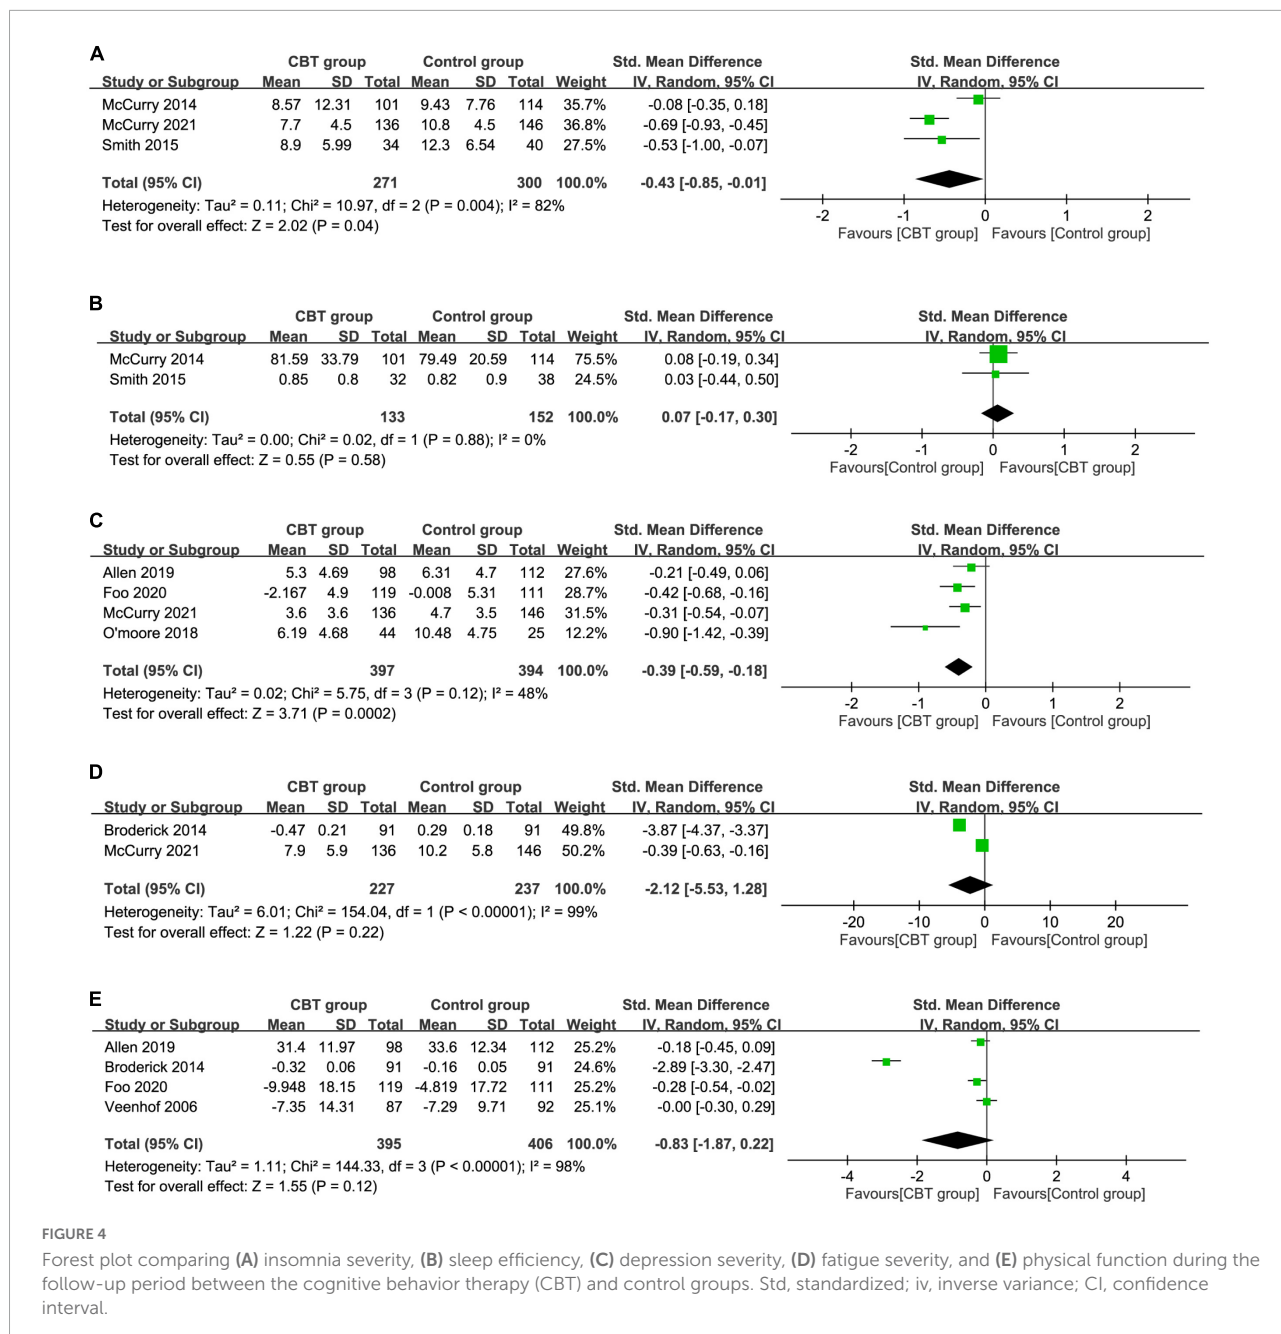 A
CBT group Control group Std. Mean Difference Std. Mean Difference
Study or Subgroup Mean SD Total Mean SD Total Weight IV, Random, 95% CI IV, Random, 95% CI
McCurry 2014 8.57 12.31 101 9.43 7.76 114 35.7% -0.08 [-0.35, 0.18]
McCurry 2021 7.7 4.5 136 10.8 4.5 146 36.8% -0.69 [-0.93, -0.45]
Smith 2015 8.9 5.99 34 12.3 6.54 40 27.5% -0.53 [-1.00, -0.07]
Total (95% CI) 271 300 100.0% -0.43 [-0.85, -0.01]
Heterogeneity: Tau² = 0.11; Chi² = 10.97, df = 2 (P = 0.004); I² = 82%
Test for overall effect: Z = 2.02 (P = 0.04)
-2 -1 0 1 2
Favours [CBT group] Favours [Control group]
B
CBT group Control group Std. Mean Difference Std. Mean Difference
Study or Subgroup Mean SD Total Mean SD Total Weight IV, Random, 95% CI IV, Random, 95% CI
McCurry 2014 81.59 33.79 101 79.49 20.59 114 75.5% 0.08 [-0.19, 0.34]
Smith 2015 0.85 0.8 32 0.82 0.9 38 24.5% 0.03 [-0.44, 0.50]
Total (95% CI) 133 152 100.0% 0.07 [-0.17, 0.30]
Heterogeneity: Tau² = 0.00; Chi² = 0.02, df = 1 (P = 0.88); I² = 0%
Test for overall effect: Z = 0.55 (P = 0.58)
-2 -1 0 1 2
Favours[Control group] Favours[CBT group]
C
CBT group Control group Std. Mean Difference Std. Mean Difference
Study or Subgroup Mean SD Total Mean SD Total Weight IV, Random, 95% CI IV, Random, 95% CI
Allen 2019 5.3 4.69 98 6.31 4.7 112 27.6% -0.21 [-0.49, 0.06]
Foo 2020 -2.167 4.9 119 -0.008 5.31 111 28.7% -0.42 [-0.68, -0.16]
McCurry 2021 3.6 3.6 136 4.7 3.5 146 31.5% -0.31 [-0.54, -0.07]
O'moore 2018 6.19 4.68 44 10.48 4.75 25 12.2% -0.90 [-1.42, -0.39]
Total (95% CI) 397 394 100.0% -0.39 [-0.59, -0.18]
Heterogeneity: Tau² = 0.02; Chi² = 5.75, df = 3 (P = 0.12); I² = 48%
Test for overall effect: Z = 3.71 (P = 0.0002)
-2 -1 0 1 2
Favours [CBT group] Favours [Control group]
D
CBT group Control group Std. Mean Difference Std. Mean Difference
Study or Subgroup Mean SD Total Mean SD Total Weight IV, Random, 95% CI IV, Random, 95% CI
Broderick 2014 -0.47 0.21 91 0.29 0.18 91 49.8% -3.87 [-4.37, -3.37]
McCurry 2021 7.9 5.9 136 10.2 5.8 146 50.2% -0.39 [-0.63, -0.16]
Total (95% CI) 227 237 100.0% -2.12 [-5.53, 1.28]
Heterogeneity: Tau² = 6.01; Chi² = 154.04, df = 1 (P < 0.00001); I² = 99%
Test for overall effect: Z = 1.22 (P = 0.22)
-20 -10 0 10 20
Favours[CBT group] Favours[Control group]
E
CBT group Control group Std. Mean Difference Std. Mean Difference
Study or Subgroup Mean SD Total Mean SD Total Weight IV, Random, 95% CI IV, Random, 95% CI
Allen 2019 31.4 11.97 98 33.6 12.34 112 25.2% -0.18 [-0.45, 0.09]
Broderick 2014 -0.32 0.06 91 -0.16 0.05 91 24.6% -2.89 [-3.30, -2.47]
Foo 2020 -9.948 18.15 119 -4.819 17.72 111 25.2% -0.28 [-0.54, -0.02]
Veenhof 2006 -7.35 14.31 87 -7.29 9.71 92 25.1% -0.00 [-0.30, 0.29]
Total (95% CI) 395 406 100.0% -0.83 [-1.87, 0.22]
Heterogeneity: Tau² = 1.11; Chi² = 144.33, df = 3 (P < 0.00001); I² = 98%
Test for overall effect: Z = 1.55 (P = 0.12)
-4 -2 0 2 4
Favours[CBT group] Favours[Control group]
FIGURE 4
Forest plot comparing (A) insomnia severity, (B) sleep efficiency, (C) depression severity, (D) fatigue severity, and (E) physical function during the
follow-up period between the cognitive behavior therapy (CBT) and control groups. Std, standardized; iv, inverse variance; CI, confidence
interval.